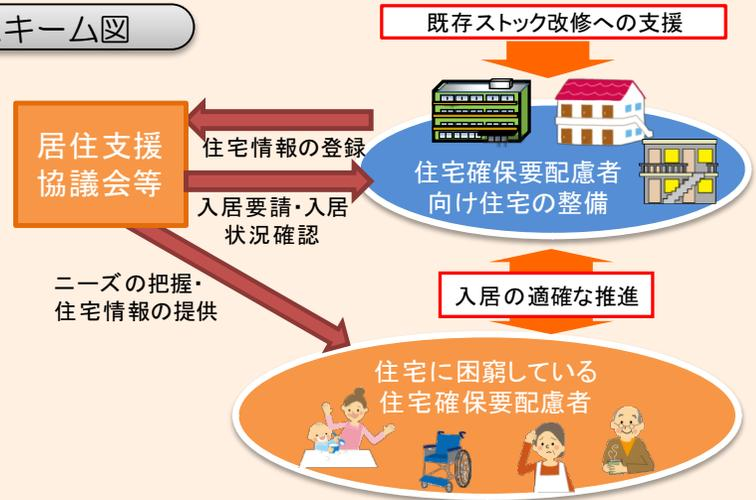 キーム図
既存ストック改修への支援
居住支援
協議会等
住宅情報の登録
入居要請・入居
状況確認
住宅確保要配慮者
向け住宅の整備
ニーズの把握・
住宅情報の提供
入居の適確な推進
住宅に困窮している
住宅確保要配慮者